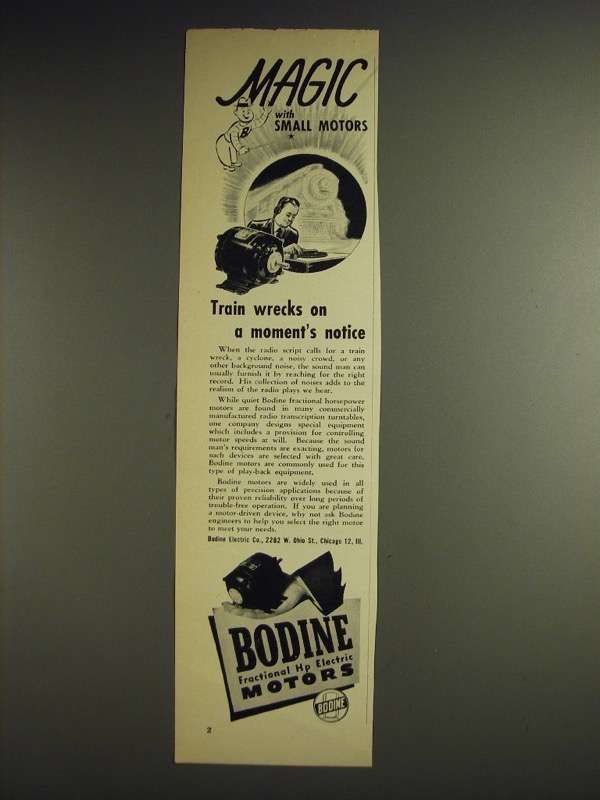 MAGIC
with
SMALL MOTORS
Train wrecks on
a moment's notice
When the radio script calls for a train
wreck, a cyclone, a noisy crowd, or any
other background noise, the sound man can
usually furnish it by reaching for the right
record. His collection of noises adds to the
realism of the radio plays we hear.
While quiet Bodine fractional horsepower
motors are found in many commercially
manufactured radio transcription turntables,
one company designs special equipment
which includes a provision for controlling
motor speeds at will. Because the sound
man's requirements are exacting, motors for
such devices are selected with great care.
Bodine motors are commonly used for this
type of play-back equipment.
Bodine motors are widely used in all
types of precision applications because of
their proven reliability over long periods of
trouble-free operation. If you are planning
a motor-driven device, why not ask Bodine
engineers to help you select the right motor
to meet your needs.
Bodine Electric Co., 2282 W. Ohio St., Chicago 12, Ill.
BODINE
Fractional Hp Electric
MOTORS
BODINE
2